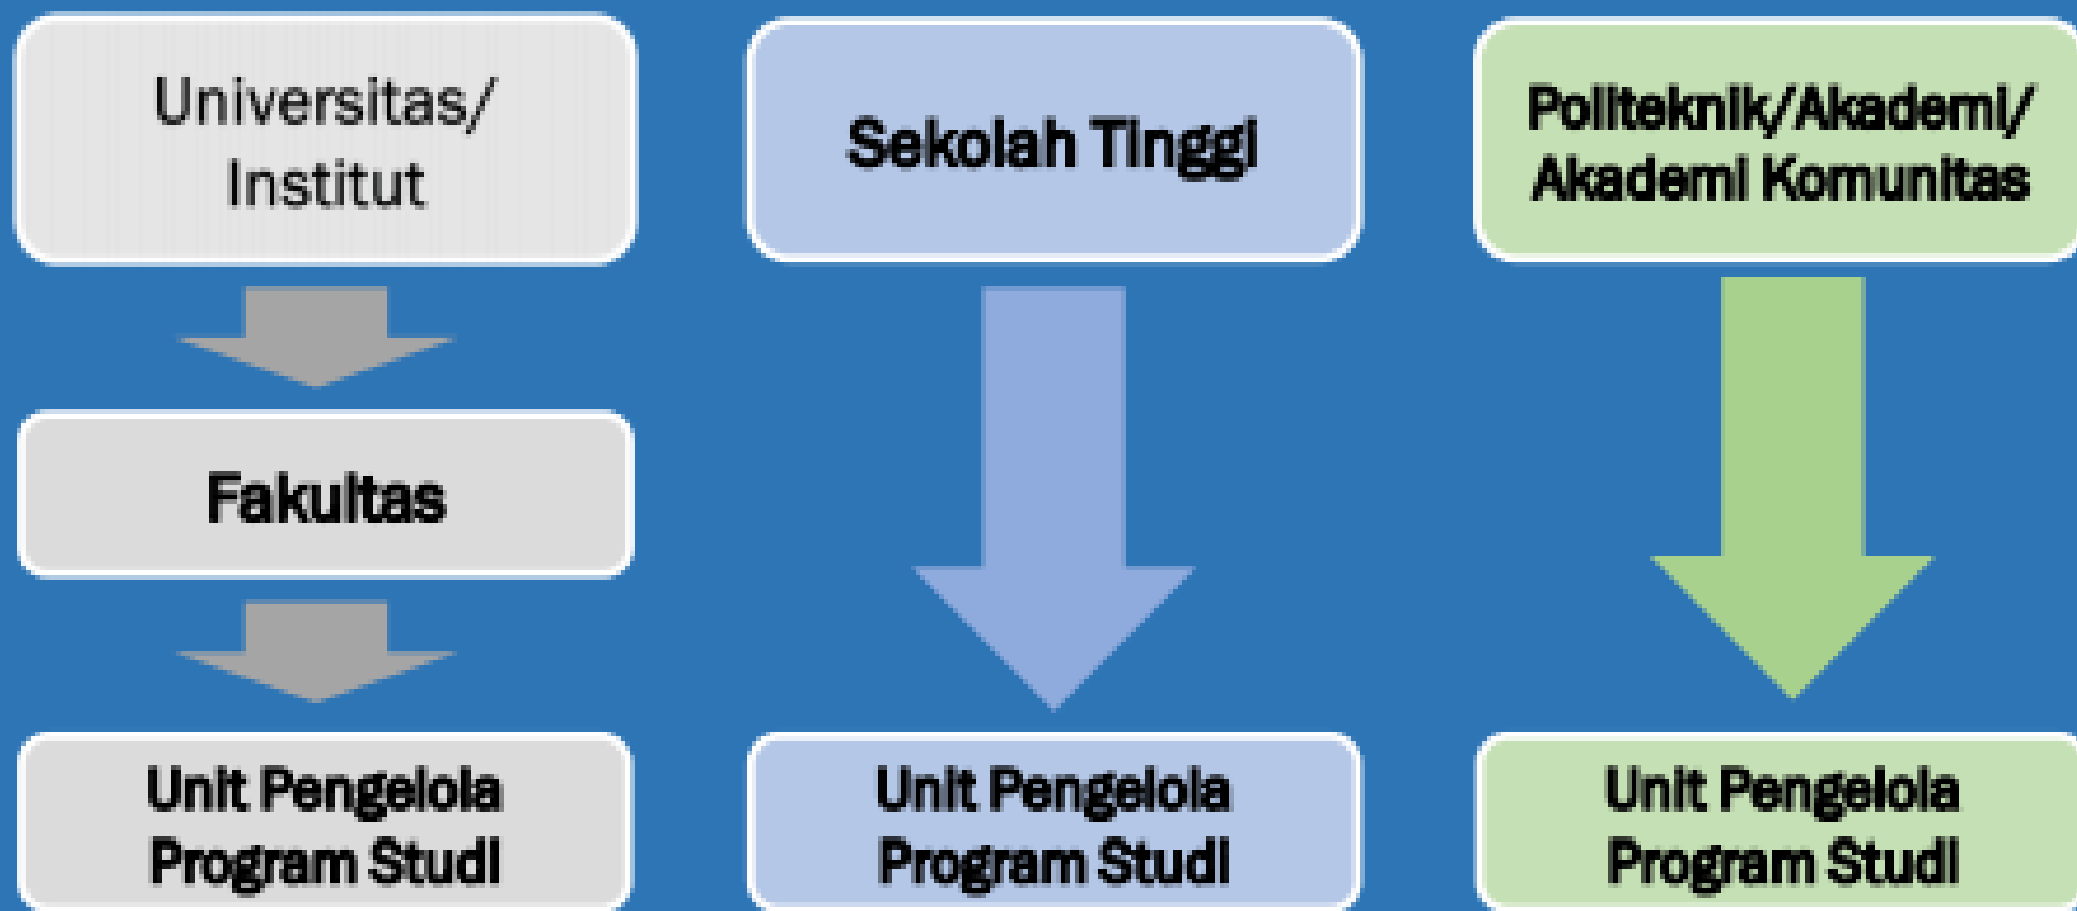 Universitas/
Institut
Sekolah Tinggi
Politeknik/Akademi/
Akademi Komunitas
Fakultas
Unit Pengelola
Program Studi
Unit Pengelola
Program Studi
Unit Pengelola
Program Studi